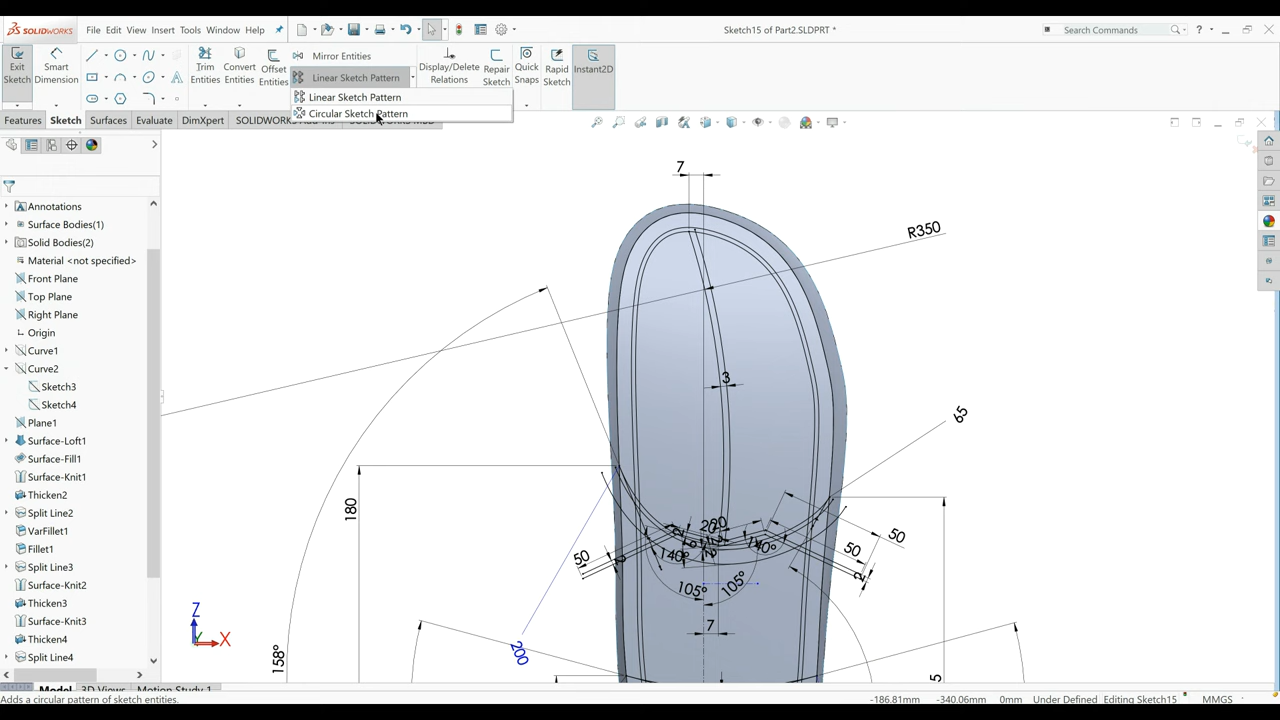 SOLIDWORKS
File Edit View Insert Tools Window Help
Sketch15 of Part2.SLDPRT *
Search Commands
Exit Sketch
Smart Dimension
Trim Entities
Convert Entities
Offset Entities
Mirror Entities
Linear Sketch Pattern
Linear Sketch Pattern
Circular Sketch Pattern
Display/Delete Relations
Repair Sketch
Quick Snaps
Rapid Sketch
Instant2D
Features Sketch Surfaces Evaluate DimXpert
Annotations
Surface Bodies(1)
Solid Bodies(2)
Material <not specified>
Front Plane
Top Plane
Right Plane
Origin
Curve1
Curve2
Sketch3
Sketch4
Plane1
Surface-Loft1
Surface-Fill1
Surface-Knit1
Thicken2
Split Line2
VarFillet1
Fillet1
Split Line3
Surface-Knit2
Thicken3
Surface-Knit3
Thicken4
Split Line4
7
R350
3
65
180
50
140°
140°
50
50
2
105°
105°
7
200
158°
5
Z
X
Model 3D Views Motion Study 1
Adds a circular pattern of sketch entities.
-186.81mm -340.06mm 0mm Under Defined Editing Sketch15 MMGS